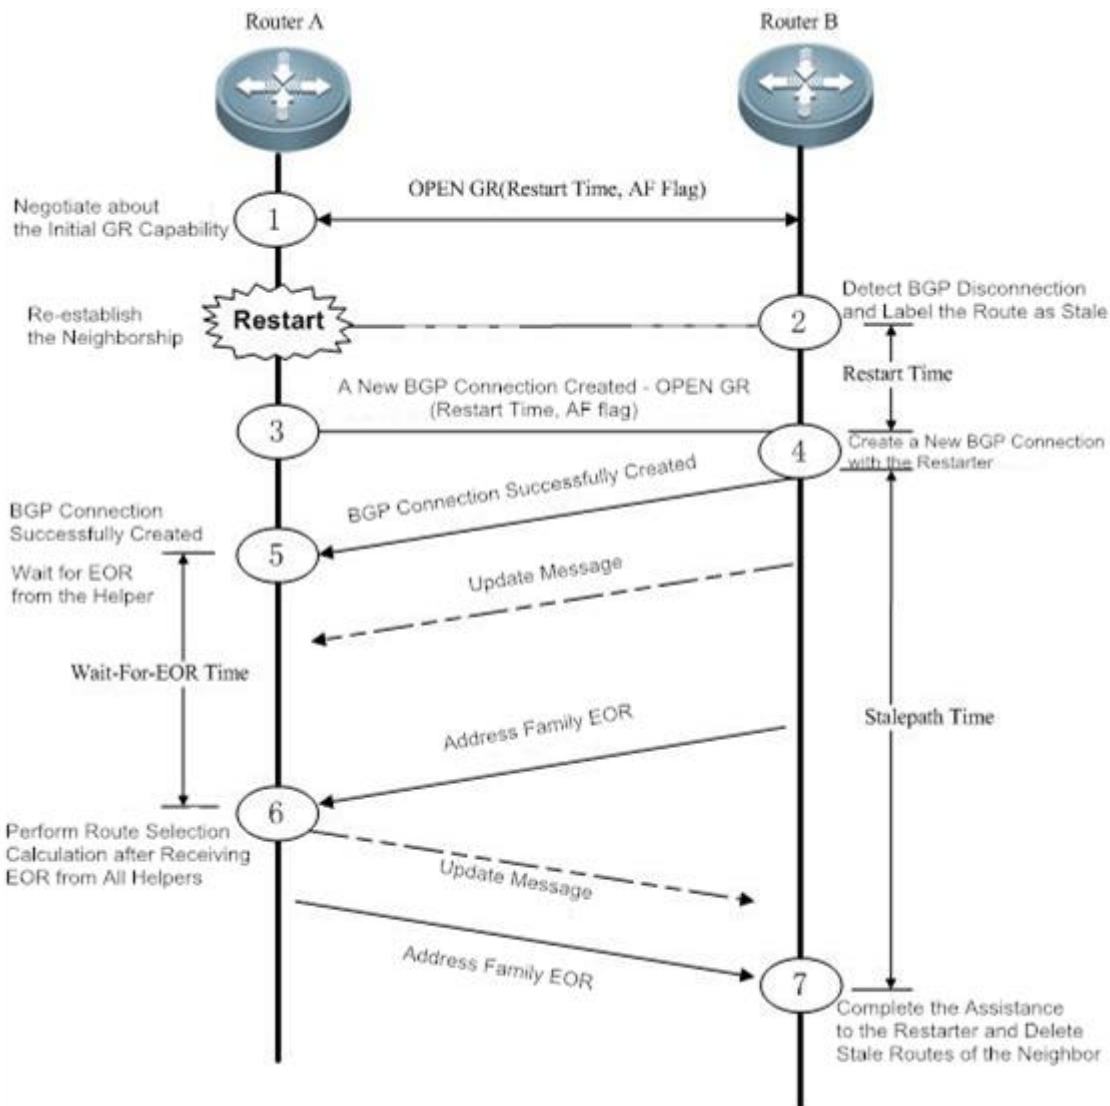 Router A
Router B
OPEN GR(Restart Time, AF Flag)
Negotiate about
the Initial GR Capability
1
Detect BGP Disconnection
and Label the Route as Stale
Re-establish
the Neighborship
Restart
2
Restart Time
A New BGP Connection Created - OPEN GR
(Restart Time, AF flag)
3
4
Create a New BGP Connection
with the Restarter
BGP Connection Successfully Created
BGP Connection
Successfully Created
5
Wait for EOR
from the Helper
Update Message
Wait-For-EOR Time
Stalepath Time
Address Family EOR
6
Perform Route Selection
Calculation after Receiving
EOR from All Helpers
Update Message
Address Family EOR
7
Complete the Assistance
to the Restarter and Delete
Stale Routes of the Neighbor